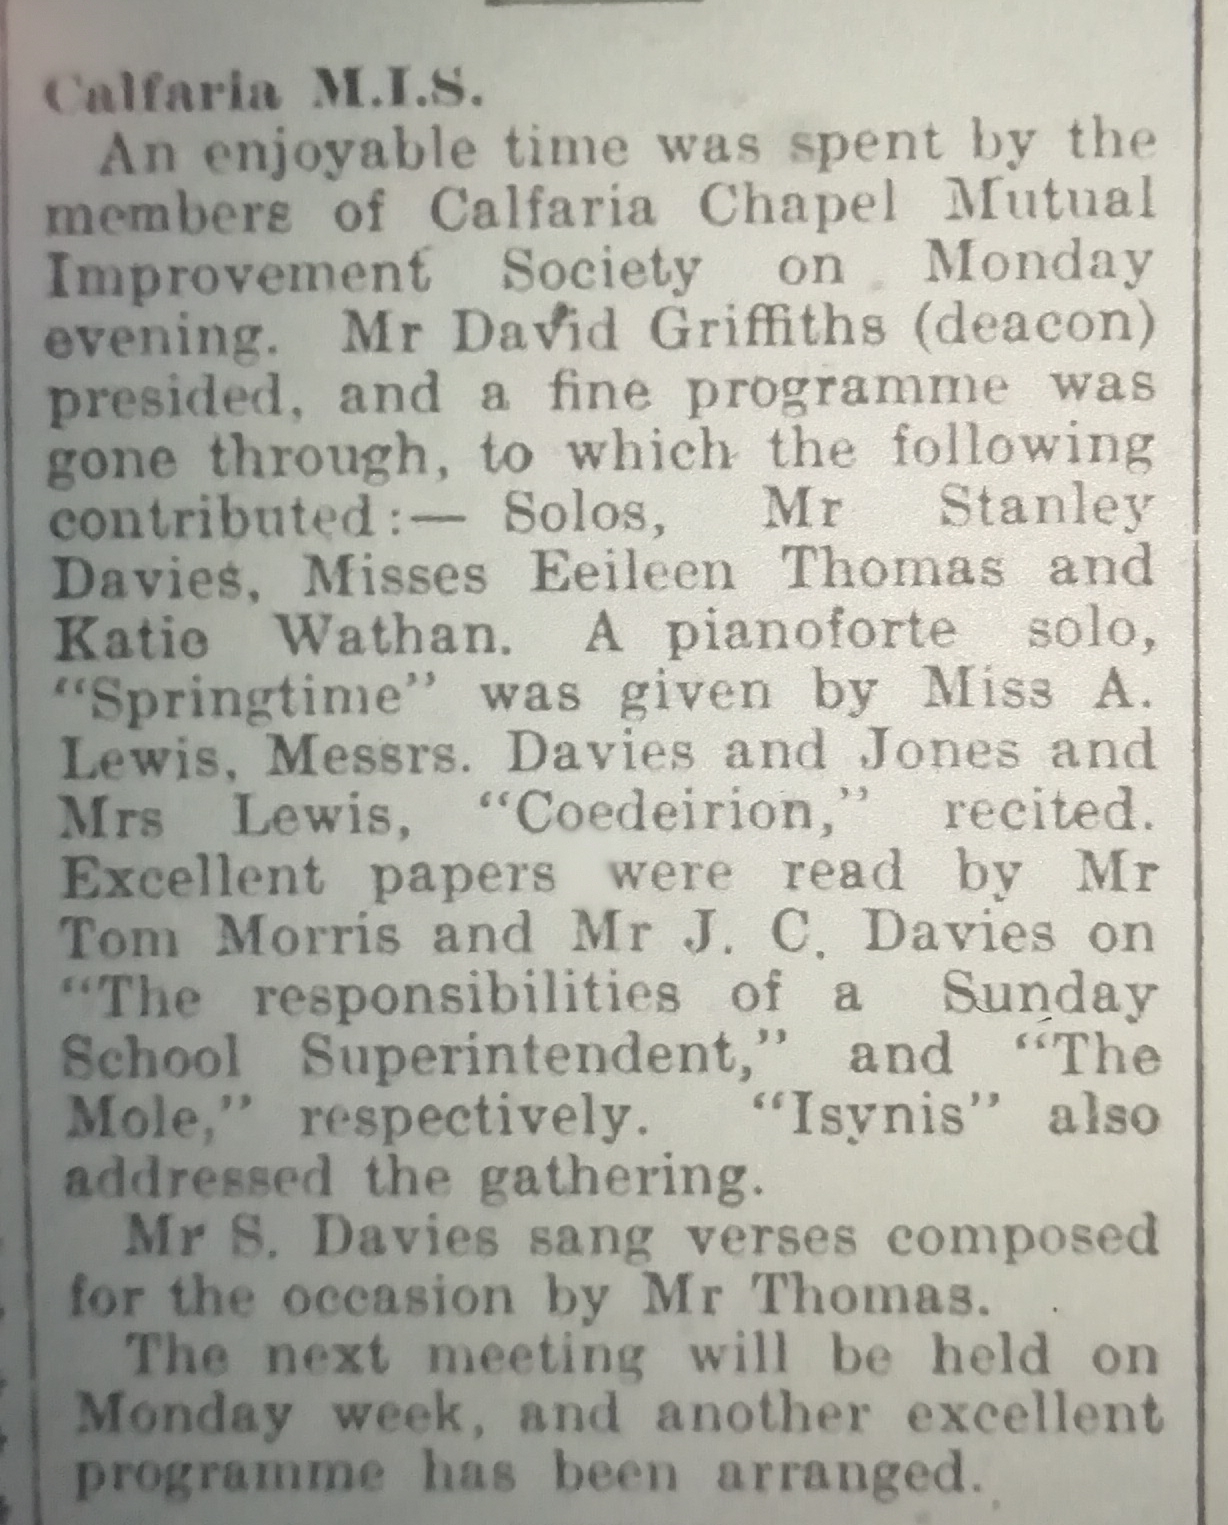 Calfaria M.I.S.
An enjoyable time was spent by the
members of Calfaria Chapel Mutual
Improvement Society on Monday
evening. Mr David Griffiths (deacon)
presided, and a fine programme was
gone through, to which the following
contributed:— Solos, Mr Stanley
Davies, Misses Eeileen Thomas and
Katie Wathan. A pianoforte solo,
“Springtime” was given by Miss A.
Lewis, Messrs. Davies and Jones and
Mrs Lewis, “Coedeirion,” recited.
Excellent papers were read by Mr
Tom Morris and Mr J. C. Davies on
“The responsibilities of a Sunday
School Superintendent,” and “The
Mole,” respectively. “Isynis” also
addressed the gathering.
Mr S. Davies sang verses composed
for the occasion by Mr Thomas.
The next meeting will be held on
Monday week, and another excellent
programme has been arranged.